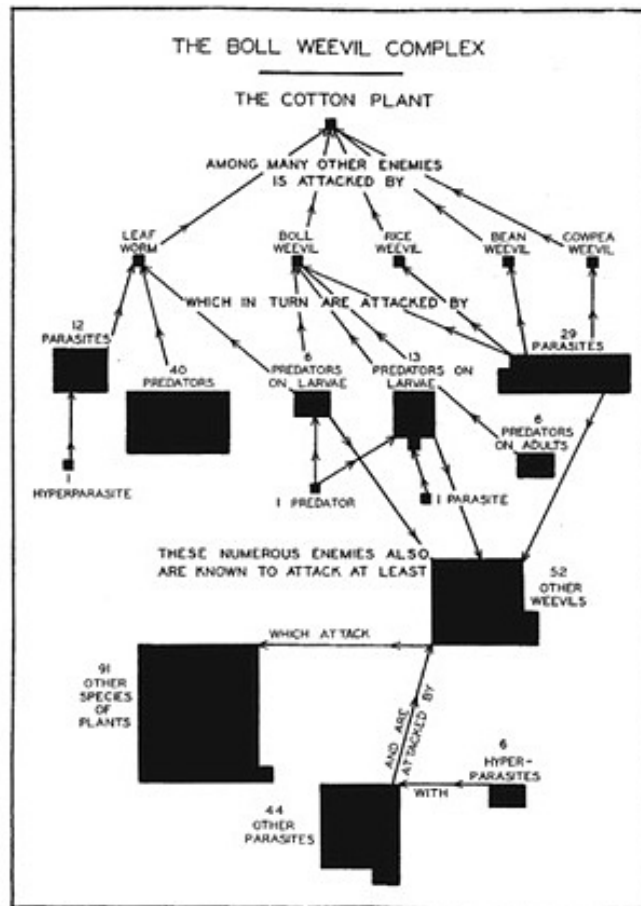 THE BOLL WEEVIL COMPLEX
THE COTTON PLANT
AMONG MANY OTHER ENEMIES
IS ATTACKED BY
LEAF
WORM
BOLL
WEEVIL
RICE
WEEVIL
BEAN
WEEVIL
COWPEA
WEEVIL
WHICH IN TURN ARE ATTACKED BY
12
PARASITES
40
PREDATORS
6
PREDATORS
ON LARVAE
13
PREDATORS ON
LARVAE
29
PARASITES
6
PREDATORS
ON ADULTS
1
HYPERPARASITE
1 PREDATOR
1 PARASITE
THESE NUMEROUS ENEMIES ALSO
ARE KNOWN TO ATTACK AT LEAST
52
OTHER
WEEVILS
WHICH ATTACK
91
OTHER
SPECIES
OF
PLANTS
AND ARE
ATTACKED BY
6
HYPER-
PARASITES
WITH
44
OTHER
PARASITES